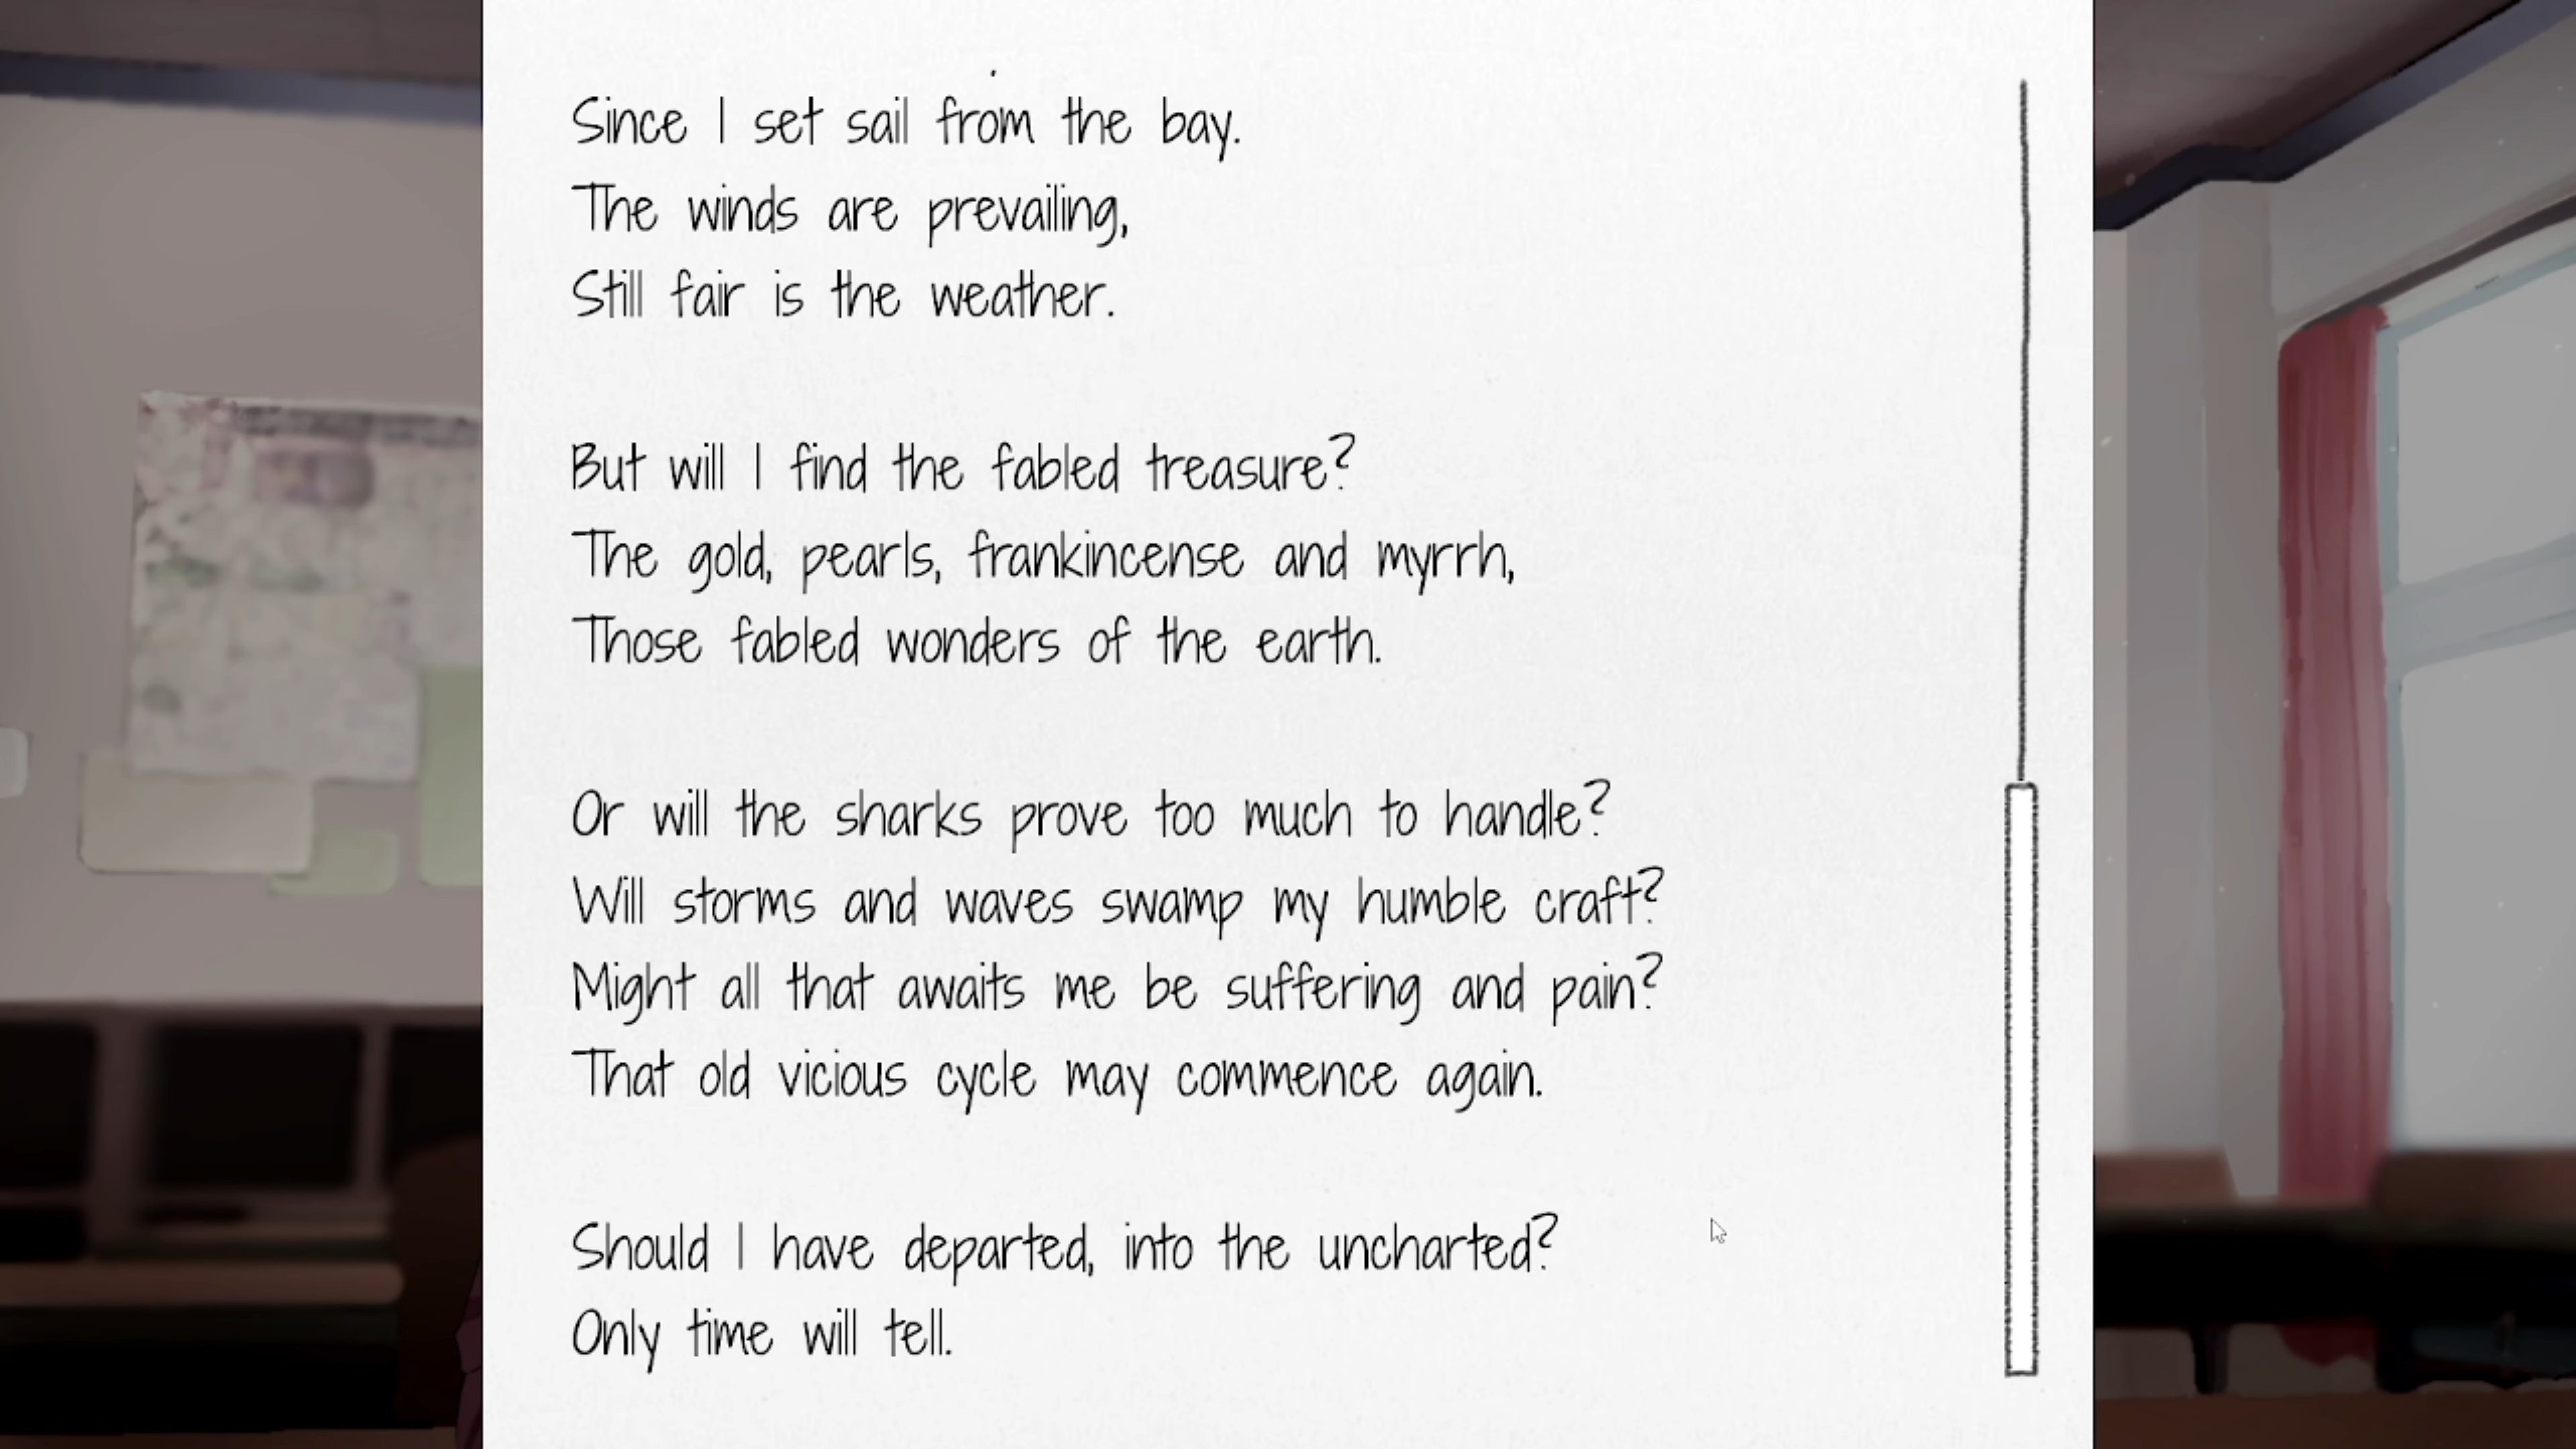 Since I set sail from the bay.
The winds are prevailing,
Still fair is the weather.
But will I find the fabled treasure?
The gold, pearls, frankincense and myrrh,
Those fabled wonders of the earth.
Or will the sharks prove too much to handle?
Will storms and waves swamp my humble craft?
Might all that awaits me be suffering and pain?
That old vicious cycle may commence again.
Should I have departed, into the uncharted?
Only time will tell.